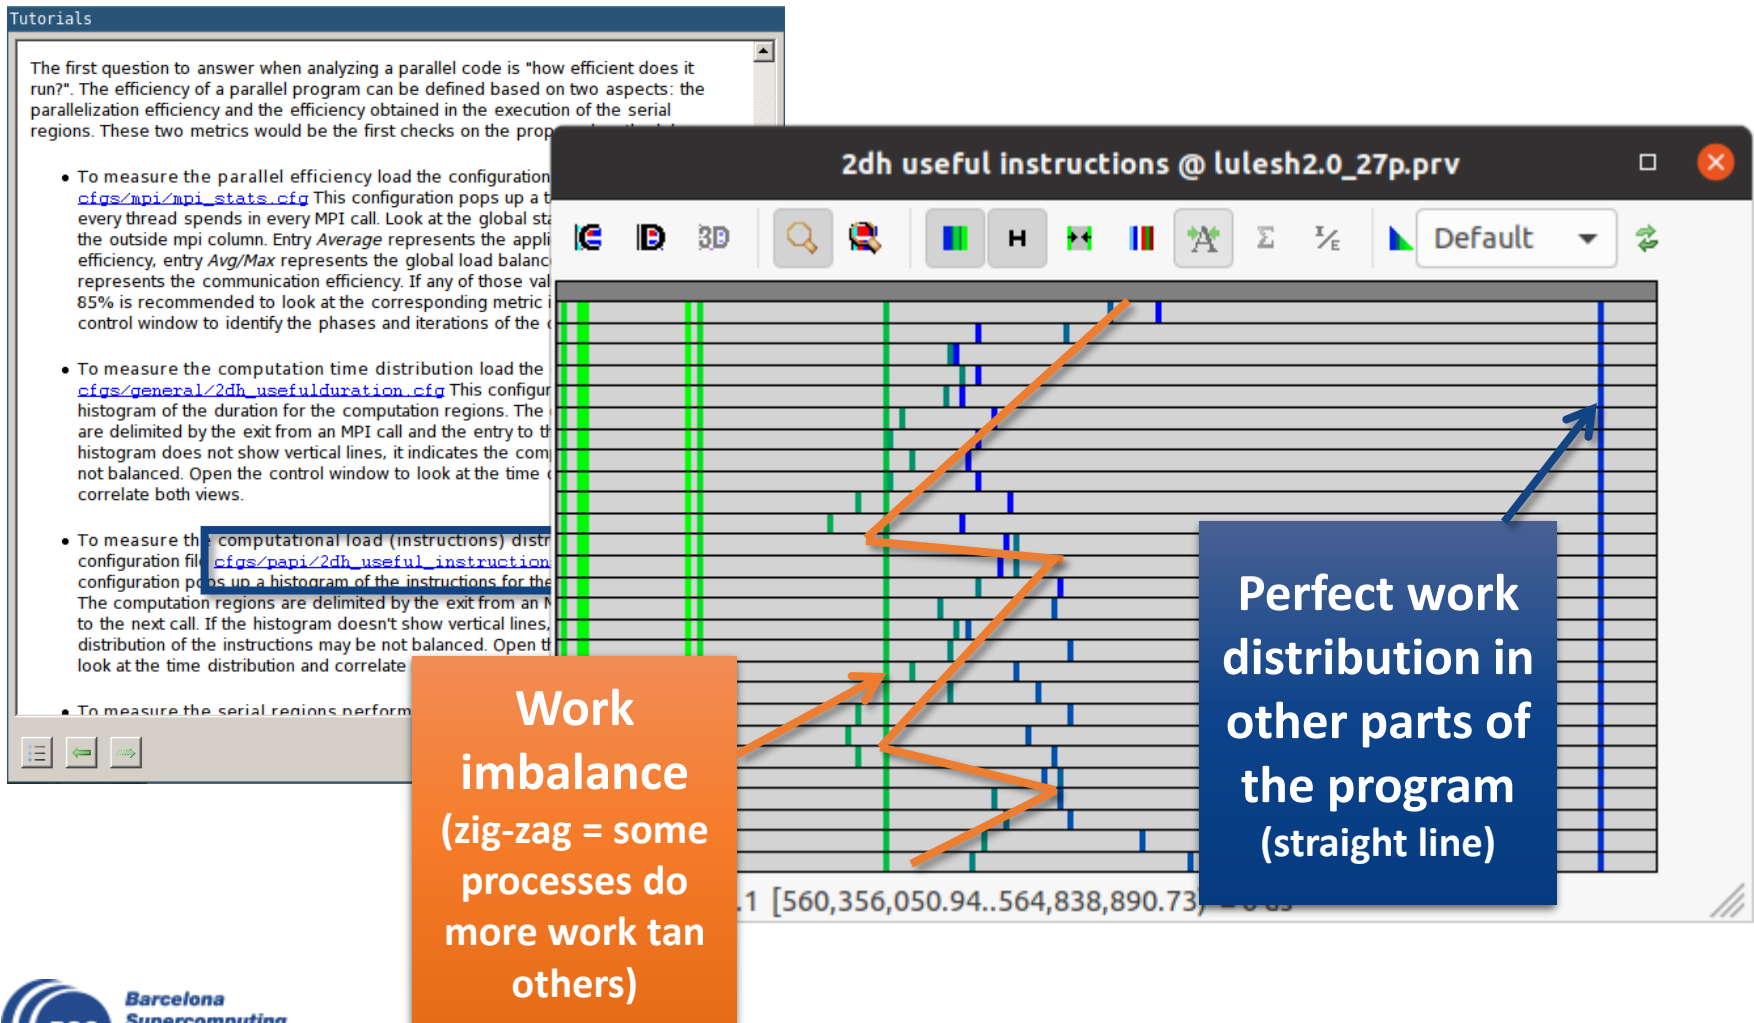 Tutorials
The first question to answer when analyzing a parallel code is "how efficient does it
run?". The efficiency of a parallel program can be defined based on two aspects: the
parallelization efficiency and the efficiency obtained in the execution of the serial
regions. These two metrics would be the first checks on the prop
• To measure the parallel efficiency load the configuration
cfgs/mpi/mpi_stats.cfg This configuration pops up a t
every thread spends in every MPI call. Look at the global sta
the outside mpi column. Entry Average represents the appli
efficiency, entry Avg/Max represents the global load balanc
represents the communication efficiency. If any of those val
85% is recommended to look at the corresponding metric i
control window to identify the phases and iterations of the
• To measure the computation time distribution load the
cfgs/general/2dh_usefulduration.cfg This configur
histogram of the duration for the computation regions. The
are delimited by the exit from an MPI call and the entry to th
histogram does not show vertical lines, it indicates the com
not balanced. Open the control window to look at the time
correlate both views.
• To measure the computational load (instructions) distr
configuration fil cfgs/papi/2dh_useful_instruction
configuration pops up a histogram of the instructions for the
The computation regions are delimited by the exit from an
to the next call. If the histogram doesn't show vertical lines,
distribution of the instructions may be not balanced. Open th
look at the time distribution and correlate
• To measure the serial regions perform
2dh useful instructions @ lulesh2.0_27p.prv
3D
H
Σ
Default
Perfect work
distribution in
other parts of
the program
(straight line)
Work
imbalance
(zig-zag = some
processes do
more work tan
others)
.1 [560,356,050.94..564,838,890.73)
Barcelona
Supercomputing